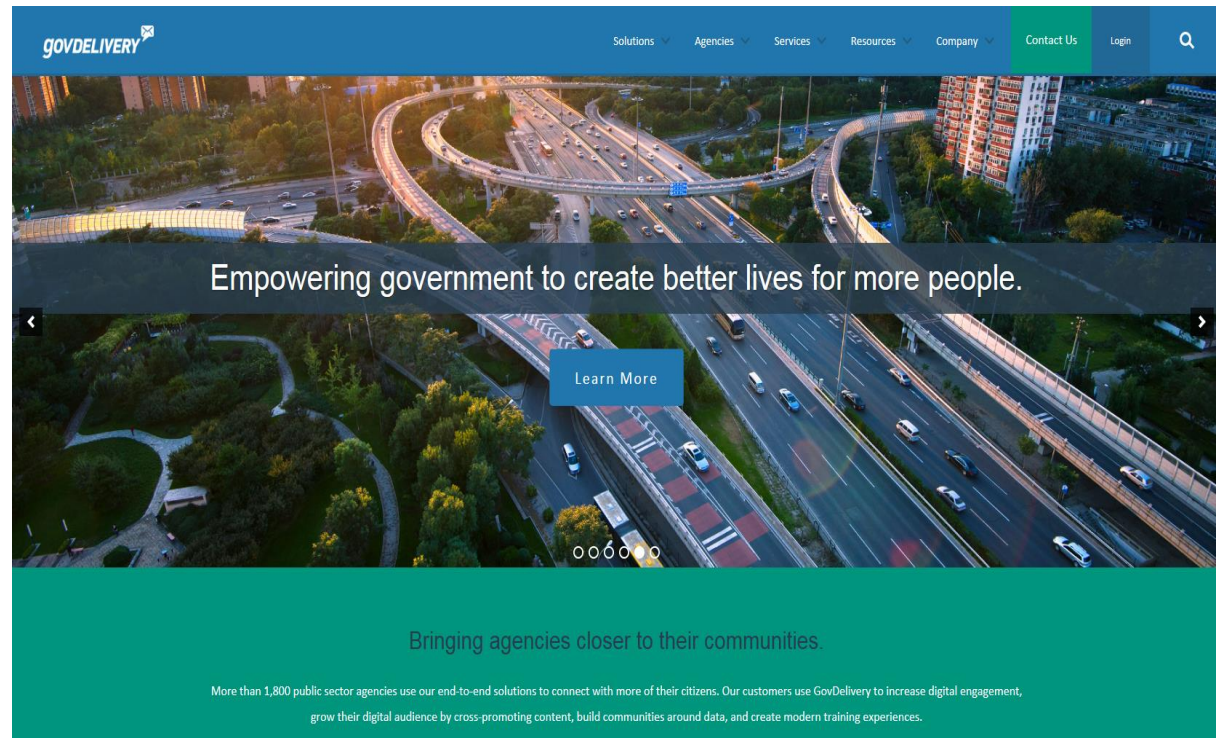 govDELIVERY
Solutions Agencies Services Resources Company Contact Us Login
Empowering government to create better lives for more people.
Learn More
Bringing agencies closer to their communities.
More than 1,800 public sector agencies use our end-to-end solutions to connect with more of their citizens. Our customers use GovDelivery to increase digital engagement,
grow their digital audience by cross-promoting content, build communities around data, and create modern training experiences.